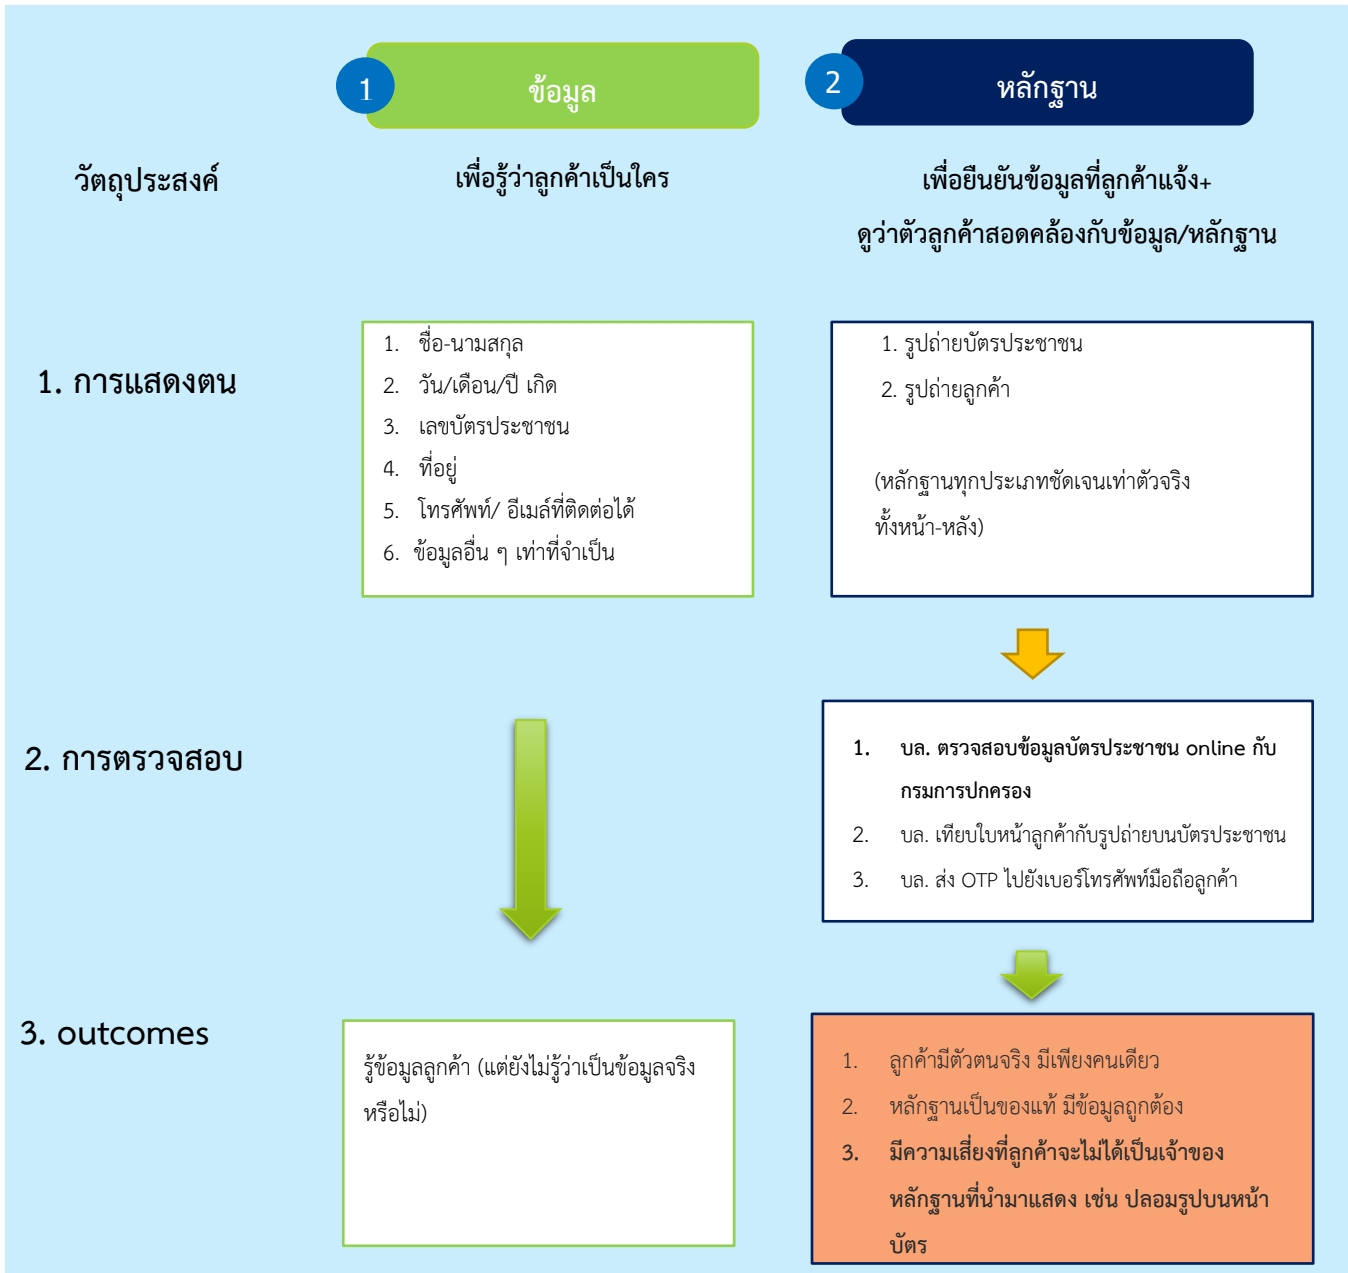 1
ข้อมูล
2
หลักฐาน
วัตถุประสงค์
เพื่อรู้ว่าลูกค้าเป็นใคร
เพื่อยืนยันข้อมูลที่ลูกค้าแจ้ง+
ดูว่าตัวลูกค้าสอดคล้องกับข้อมูล/หลักฐาน
1. การแสดงตน
1. ชื่อ-นามสกุล
2. วัน/เดือน/ปี เกิด
3. เลขบัตรประชาชน
4. ที่อยู่
5. โทรศัพท์/ อีเมล์ที่ติดต่อได้
6. ข้อมูลอื่น ๆ เท่าที่จำเป็น
1. รูปถ่ายบัตรประชาชน
2. รูปถ่ายลูกค้า
(หลักฐานทุกประเภทชัดเจนเท่าตัวจริง
ทั้งหน้า-หลัง)
2. การตรวจสอบ
1. บล. ตรวจสอบข้อมูลบัตรประชาชน online กับ
กรมการปกครอง
2. บล. เทียบใบหน้าลูกค้ากับรูปถ่ายบนบัตรประชาชน
3. บล. ส่ง OTP ไปยังเบอร์โทรศัพท์มือถือลูกค้า
3. outcomes
รู้ข้อมูลลูกค้า (แต่ยังไม่รู้ว่าเป็นข้อมูลจริง
หรือไม่)
1. ลูกค้ามีตัวตนจริง มีเพียงคนเดียว
2. หลักฐานเป็นของแท้ มีข้อมูลถูกต้อง
3. มีความเสี่ยงที่ลูกค้าจะไม่ได้เป็นเจ้าของ
หลักฐานที่นำมาแสดง เช่น ปลอมรูปบนหน้า
บัตร